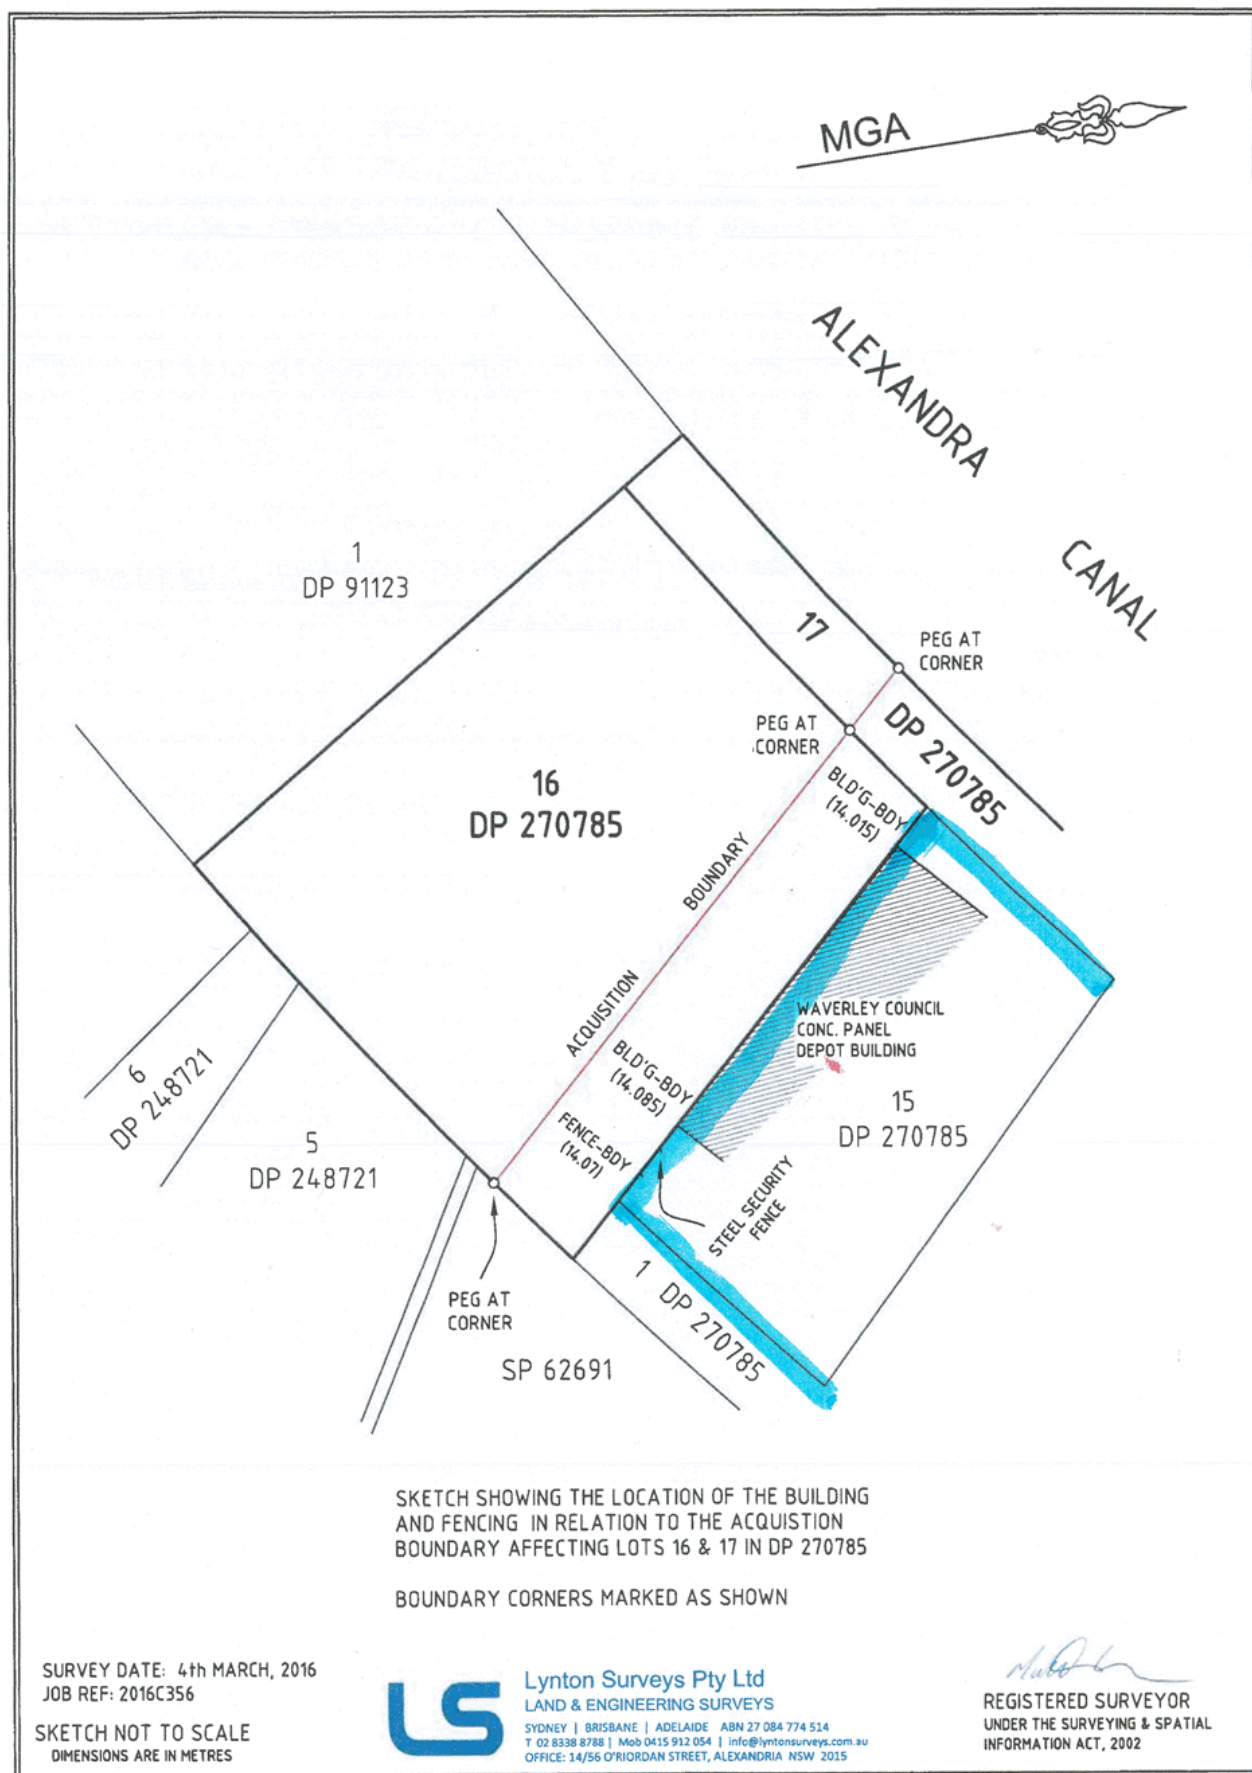 MGA
ALEXANDRA
CANAL
1
DP 91123
17
PEG AT
CORNER
DP 270785
PEG AT
CORNER
16
DP 270785
BLD'G-BDY
(14.015)
ACQUISITION BOUNDARY
WAVERLEY COUNCIL
CONC. PANEL
DEPOT BUILDING
BLD'G-BDY
(14.085)
15
DP 270785
6
DP 248721
5
DP 248721
FENCE-BDY
(14.07)
STEEL SECURITY
FENCE
1 DP 270785
PEG AT
CORNER
SP 62691
SKETCH SHOWING THE LOCATION OF THE BUILDING
AND FENCING IN RELATION TO THE ACQUISTION
BOUNDARY AFFECTING LOTS 16 & 17 IN DP 270785
BOUNDARY CORNERS MARKED AS SHOWN
SURVEY DATE: 4th MARCH, 2016
JOB REF: 2016C356
SKETCH NOT TO SCALE
DIMENSIONS ARE IN METRES
LS
Lynton Surveys Pty Ltd
LAND & ENGINEERING SURVEYS
SYDNEY | BRISBANE | ADELAIDE ABN 27 084 774 514
T 02 8338 8788 | Mob 0415 912 054 | info@lyntonsurveys.com.au
OFFICE: 14/56 O'RIORDAN STREET, ALEXANDRIA NSW 2015
REGISTERED SURVEYOR
UNDER THE SURVEYING & SPATIAL
INFORMATION ACT, 2002